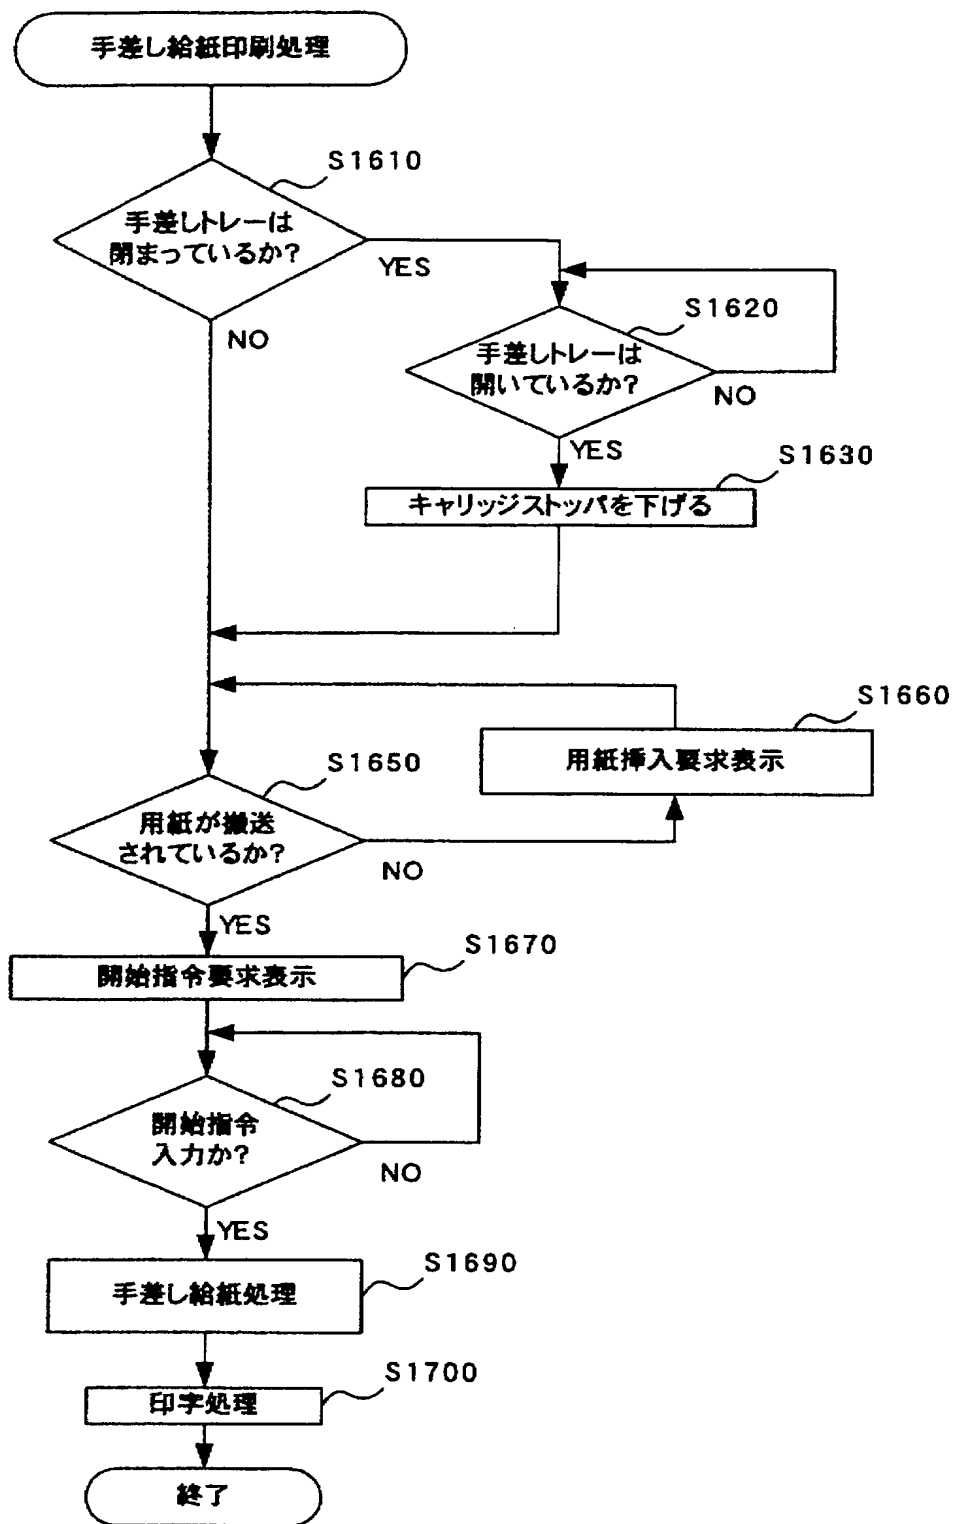 手差し給紙印刷処理
S1610
手差しトレーは
閉まっているか？
YES
NO
S1620
手差しトレーは
開いているか？
NO
YES
S1630
キャリッジストッパを下げる
S1660
用紙挿入要求表示
S1650
用紙が搬送
されているか？
NO
YES
S1670
開始指令要求表示
S1680
開始指令
入力か？
NO
YES
S1690
手差し給紙処理
S1700
印字処理
終了